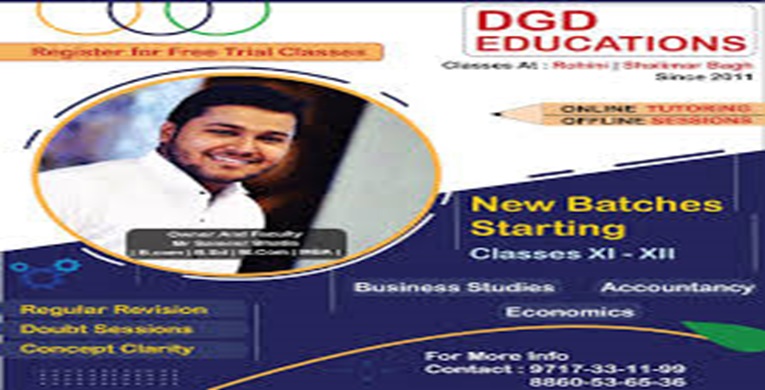 Register for Free Trial Classes
DGD
EDUCATIONS
Classes At : Rohini | Shalimar Bagh
Since 2011
ONLINE TUTORING
OFFLINE SESSIONS
Owner And Faculty
New Batches
Starting
Classes XI - XII
Business Studies Accountancy
Economics
Regular Revision
Doubt Sessions
Concept Clarity
For More Info
Contact : 9717-33-11-99
8860-53-65-36